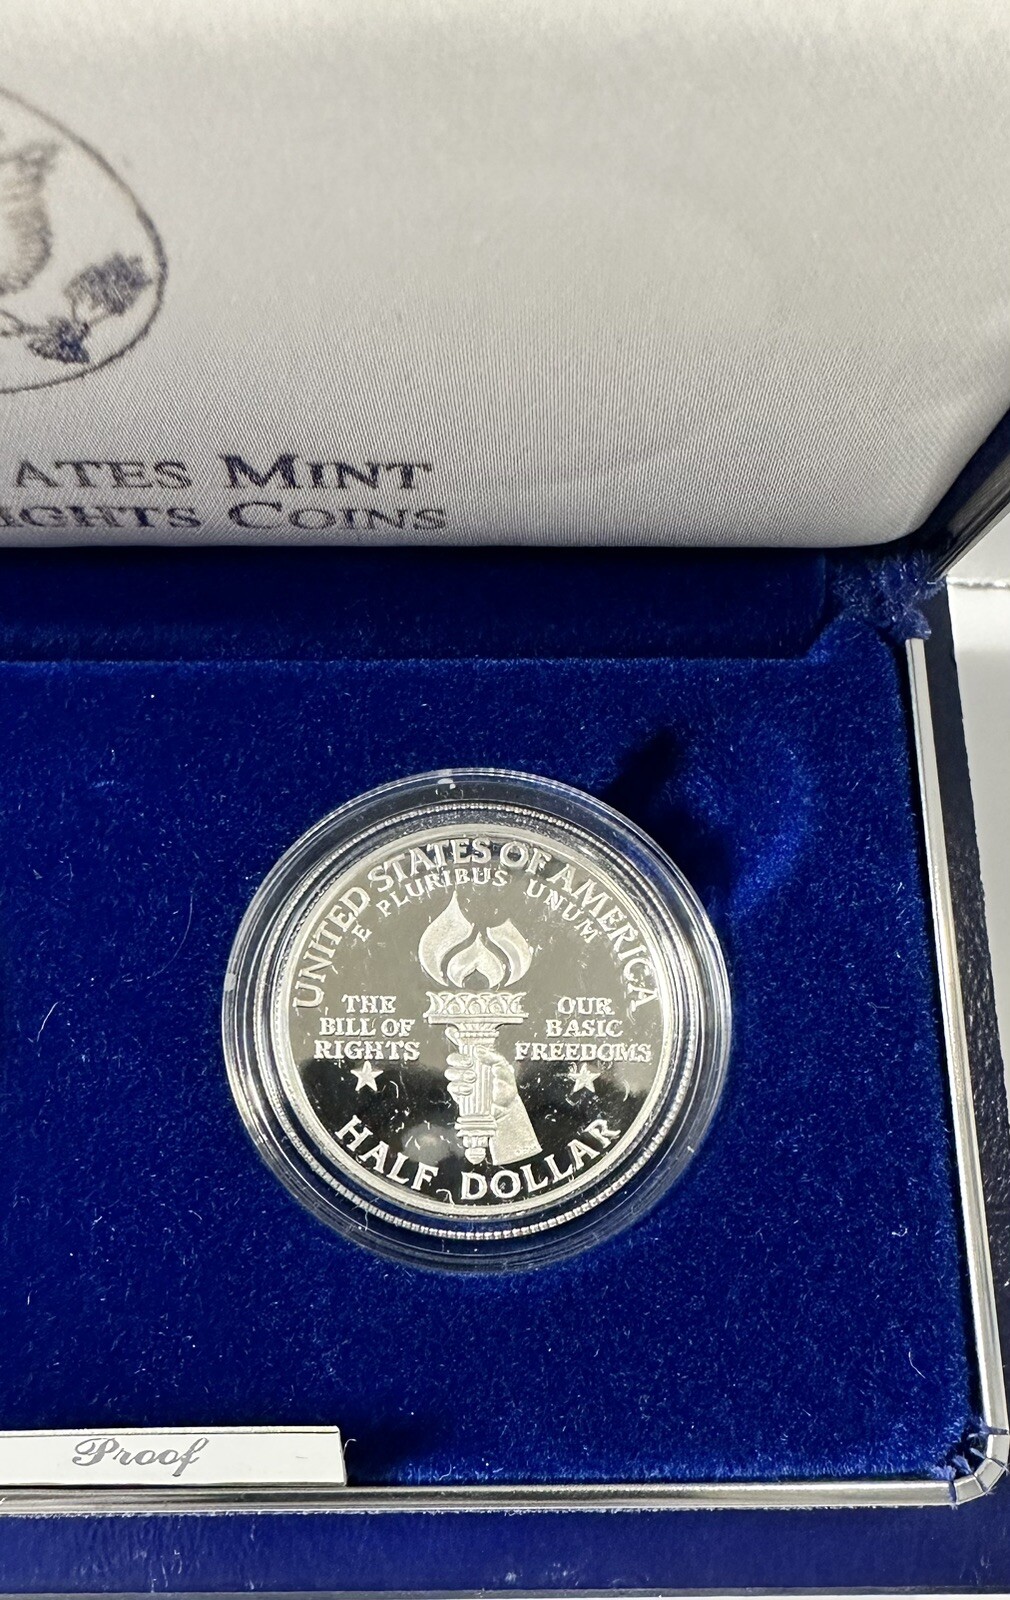 ATES MINT
IGHTS COINS
UNITED STATES OF AMERICA
E PLURIBUS UNUM
THE
BILL OF
RIGHTS
OUR
BASIC
FREEDOMS
HALF DOLLAR
Proof